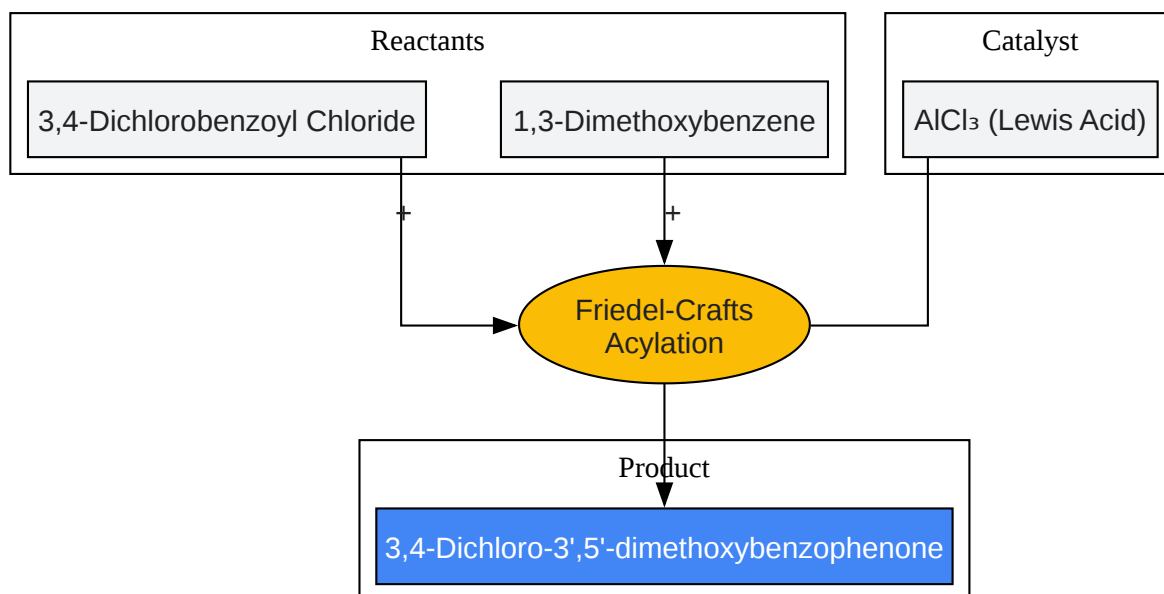 Reactants
Catalyst
3,4-Dichlorobenzoyl Chloride
1,3-Dimethoxybenzene
AlCl₃ (Lewis Acid)
+
+
Friedel-Crafts
Acylation
Product
3,4-Dichloro-3',5'-dimethoxybenzophenone